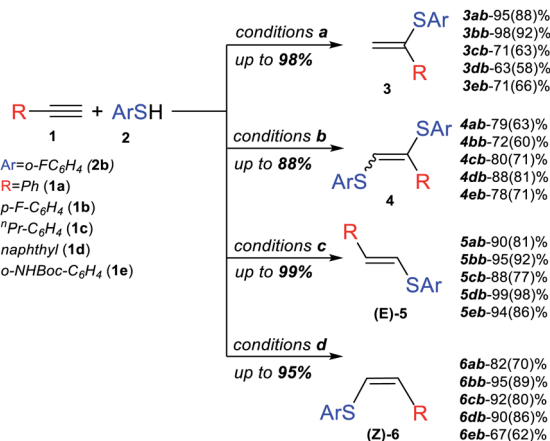 R
+ ArSH
1
2
Ar=o-FC6H4 (2b)
R=Ph (1a)
p-F-C6H4 (1b)
nPr-C6H4 (1c)
naphthyl (1d)
o-NHBoc-C6H4 (1e)
conditions a
up to 98%
SAr
R
3
3ab-95(88)%
3bb-98(92)%
3cb-71(63)%
3db-63(58)%
3eb-71(66)%
conditions b
up to 88%
SAr
ArS
R
4
4ab-79(63)%
4bb-72(60)%
4cb-80(71)%
4db-88(81)%
4eb-78(71)%
conditions c
up to 99%
R
SAr
(E)-5
5ab-90(81)%
5bb-95(92)%
5cb-88(77)%
5db-99(98)%
5eb-94(86)%
conditions d
up to 95%
ArS
R
(Z)-6
6ab-82(70)%
6bb-95(89)%
6cb-92(80)%
6db-90(86)%
6eb-67(62)%